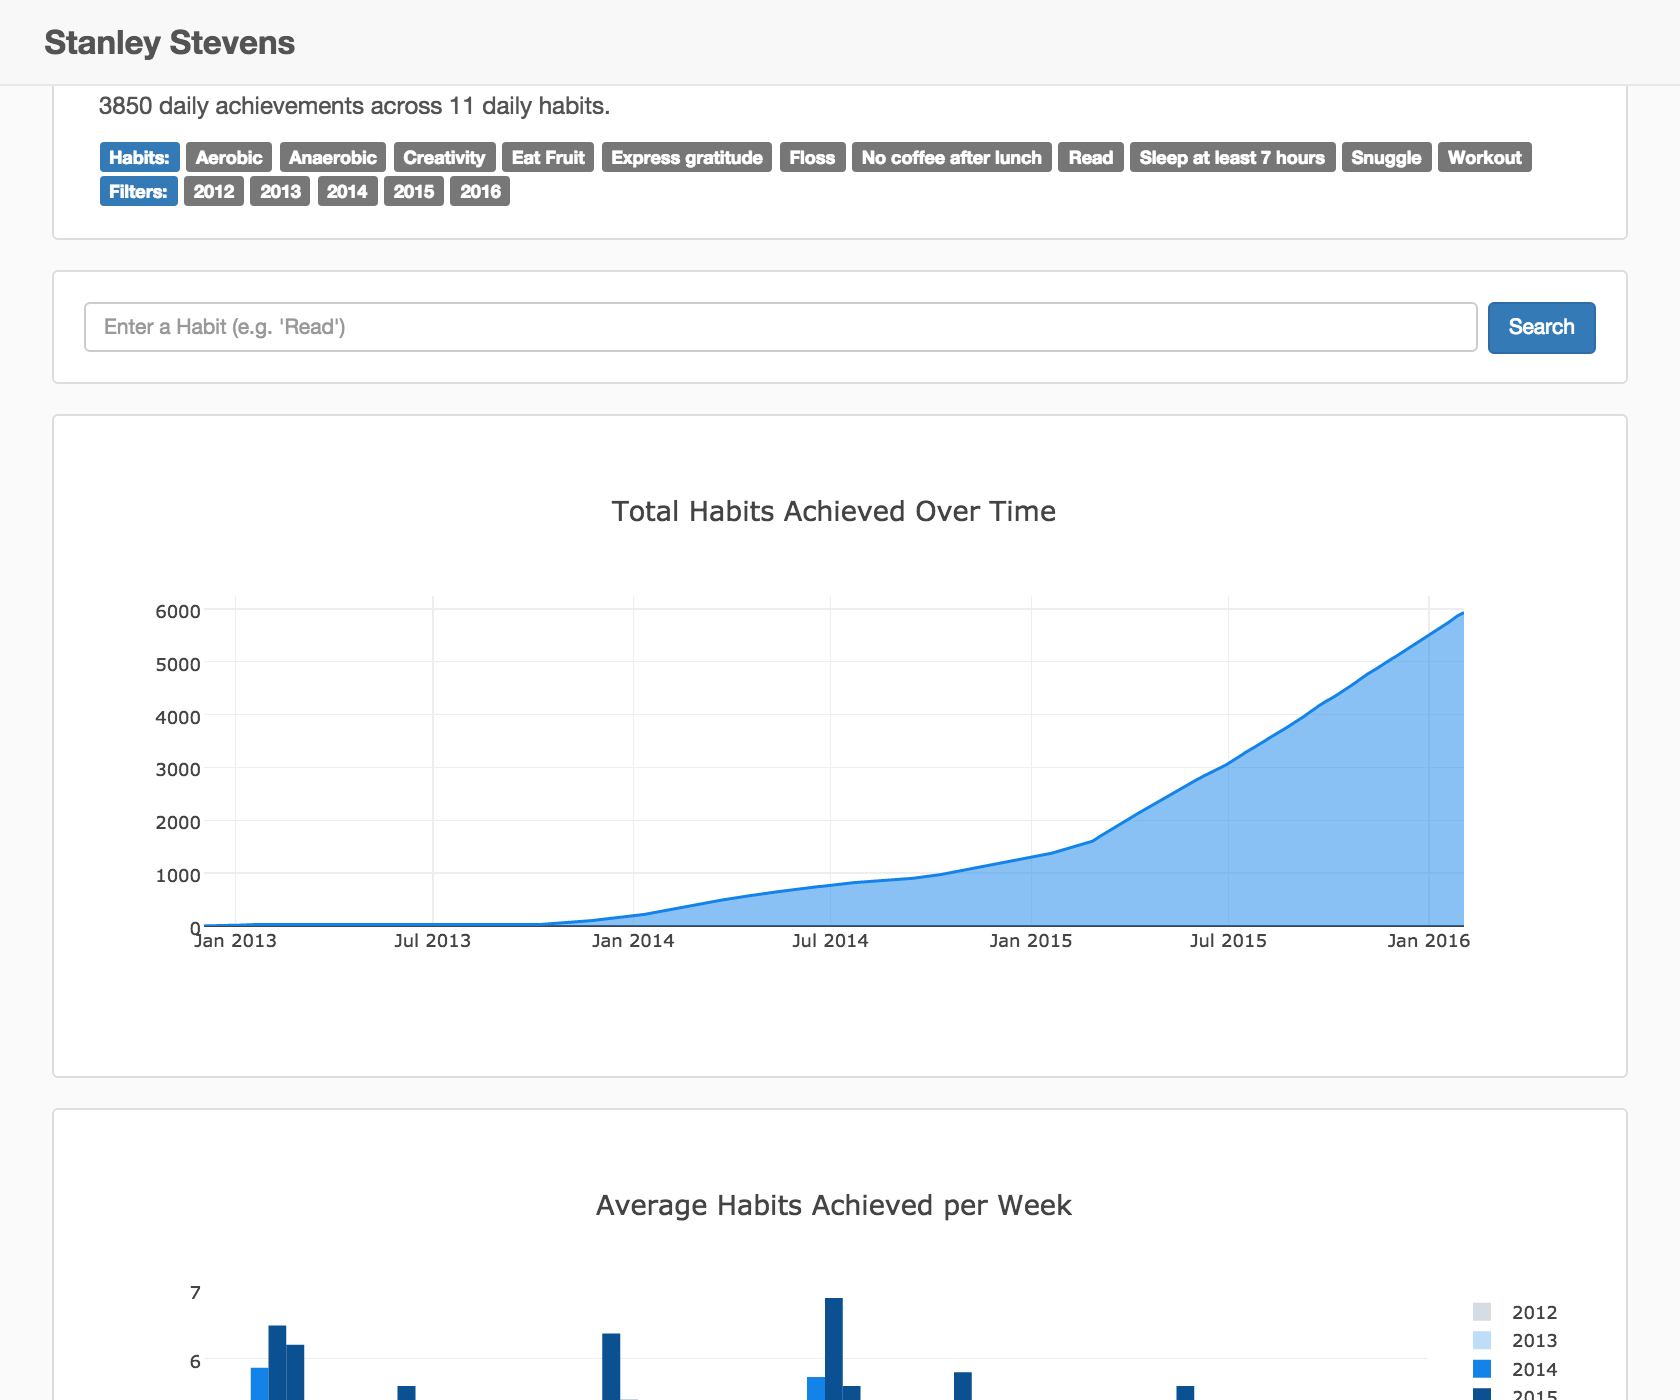 Stanley Stevens
3850 daily achievements across 11 daily habits.
Habits: Aerobic Anaerobic Creativity Eat Fruit Express gratitude Floss No coffee after lunch Read Sleep at least 7 hours Snuggle Workout
Filters: 2012 2013 2014 2015 2016
Enter a Habit (e.g. 'Read') Search
Total Habits Achieved Over Time
6000
5000
4000
3000
2000
1000
0
Jan 2013 Jul 2013 Jan 2014 Jul 2014 Jan 2015 Jul 2015 Jan 2016
Average Habits Achieved per Week
7
6
2012
2013
2014
2015